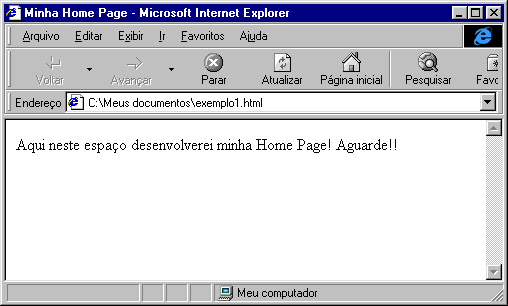 Minha Home Page - Microsoft Internet Explorer
Arquivo Editar Exibir Ir Favoritos Ajuda
Voltar Avançar Parar Atualizar Página inicial Pesquisar Favo
Endereço C:\Meus documentos\exemplo1.html
Aqui neste espaço desenvolverei minha Home Page! Aguarde!!
Meu computador